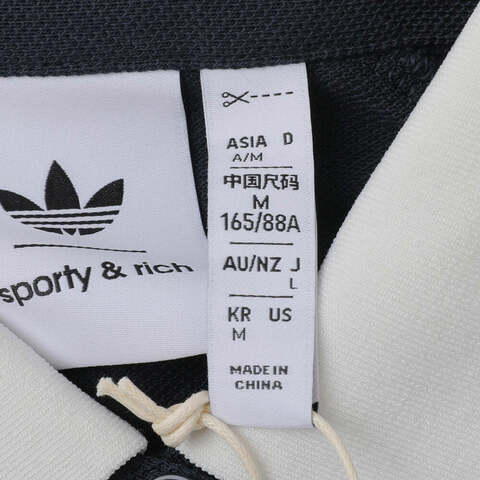 sporty & rich
ASIA D
A/M
中国尺码
M
165/88A
AU/NZ J
L
KR US
M
MADE IN
CHINA